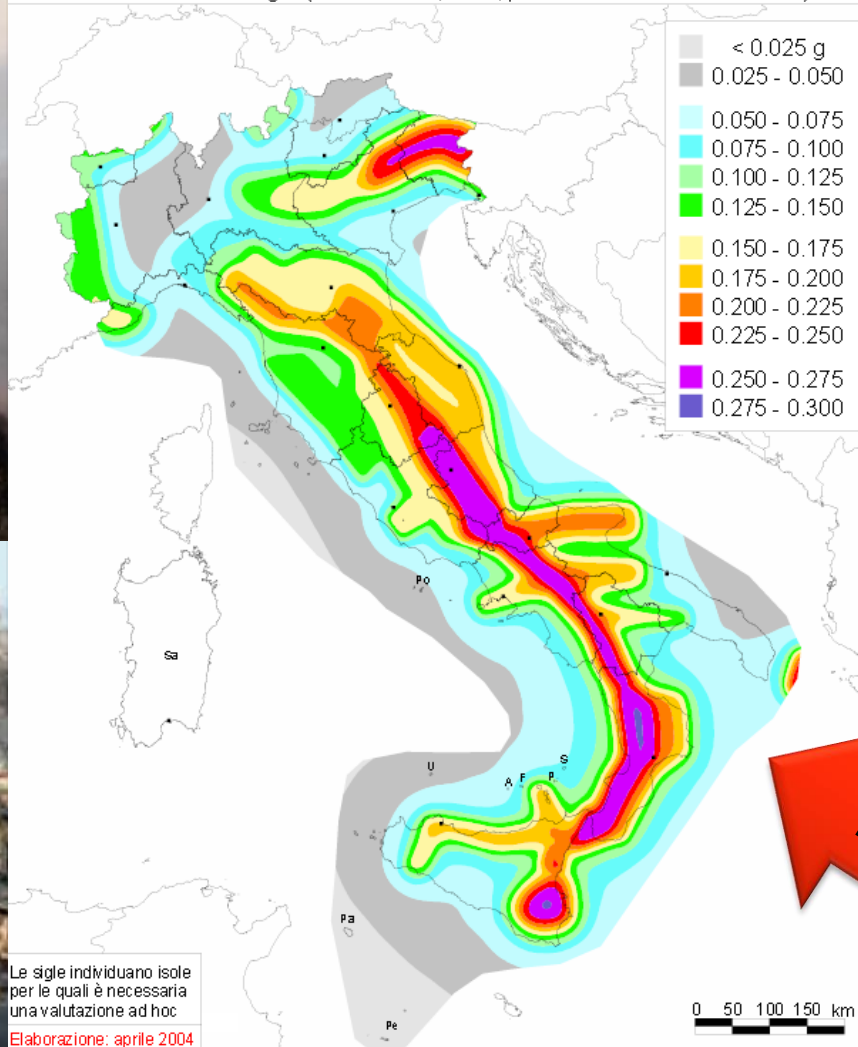 < 0.025 g
0.025 - 0.050
0.050 - 0.075
0.075 - 0.100
0.100 - 0.125
0.125 - 0.150
0.150 - 0.175
0.175 - 0.200
0.200 - 0.225
0.225 - 0.250
0.250 - 0.275
0.275 - 0.300
Po
Sa
U
A F P S
Pa
Pe
Le sigle individuano isole
per le quali è necessaria
una valutazione ad hoc
Elaborazione: aprile 2004
0 50 100 150 km